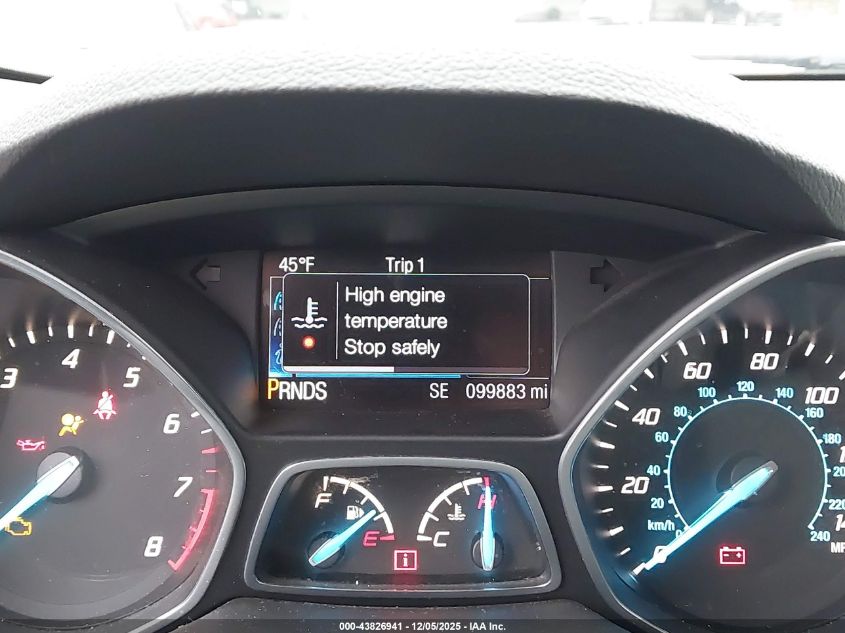 45°F Trip 1
High engine
temperature
Stop safely
PRNDS SE 099883 mi
3 4 5 6 7 8
F E
C H
i
20 40 60 80 100
20 40 60 80 100 120 140 160 180 220 240
km/h
000-43826941 - 12/05/2025 - IAA Inc.